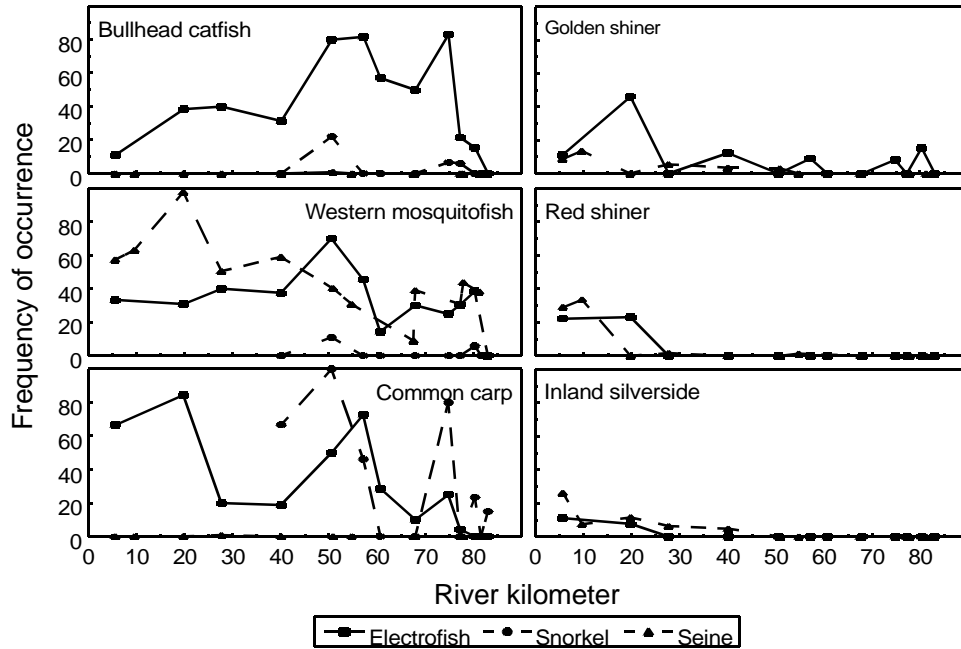 Bullhead catfish
Golden shiner
80
60
40
20
0
Western mosquitofish
Red shiner
80
60
40
20
0
Common carp
Inland silverside
80
60
40
20
0
Frequency of occurrence
0 10 20 30 40 50 60 70 80
0 10 20 30 40 50 60 70 80
River kilometer
Electrofish Snorkel Seine